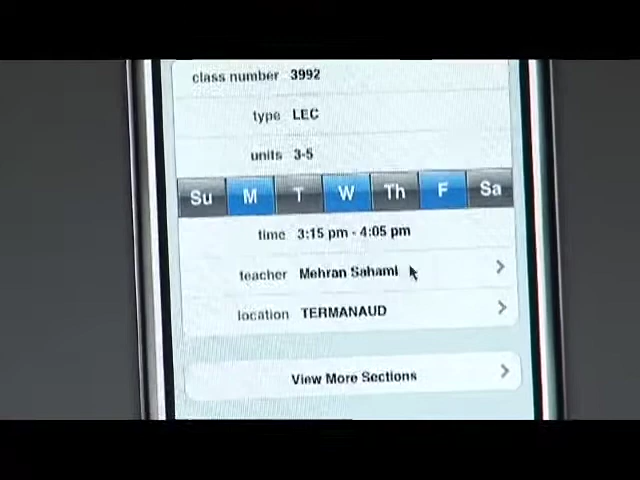 class number 3992
type LEC
units 3-5
Su M T W Th F Sa
time 3:15 pm - 4:05 pm
teacher Mehran Sahami
location TERMANAUD
View More Sections